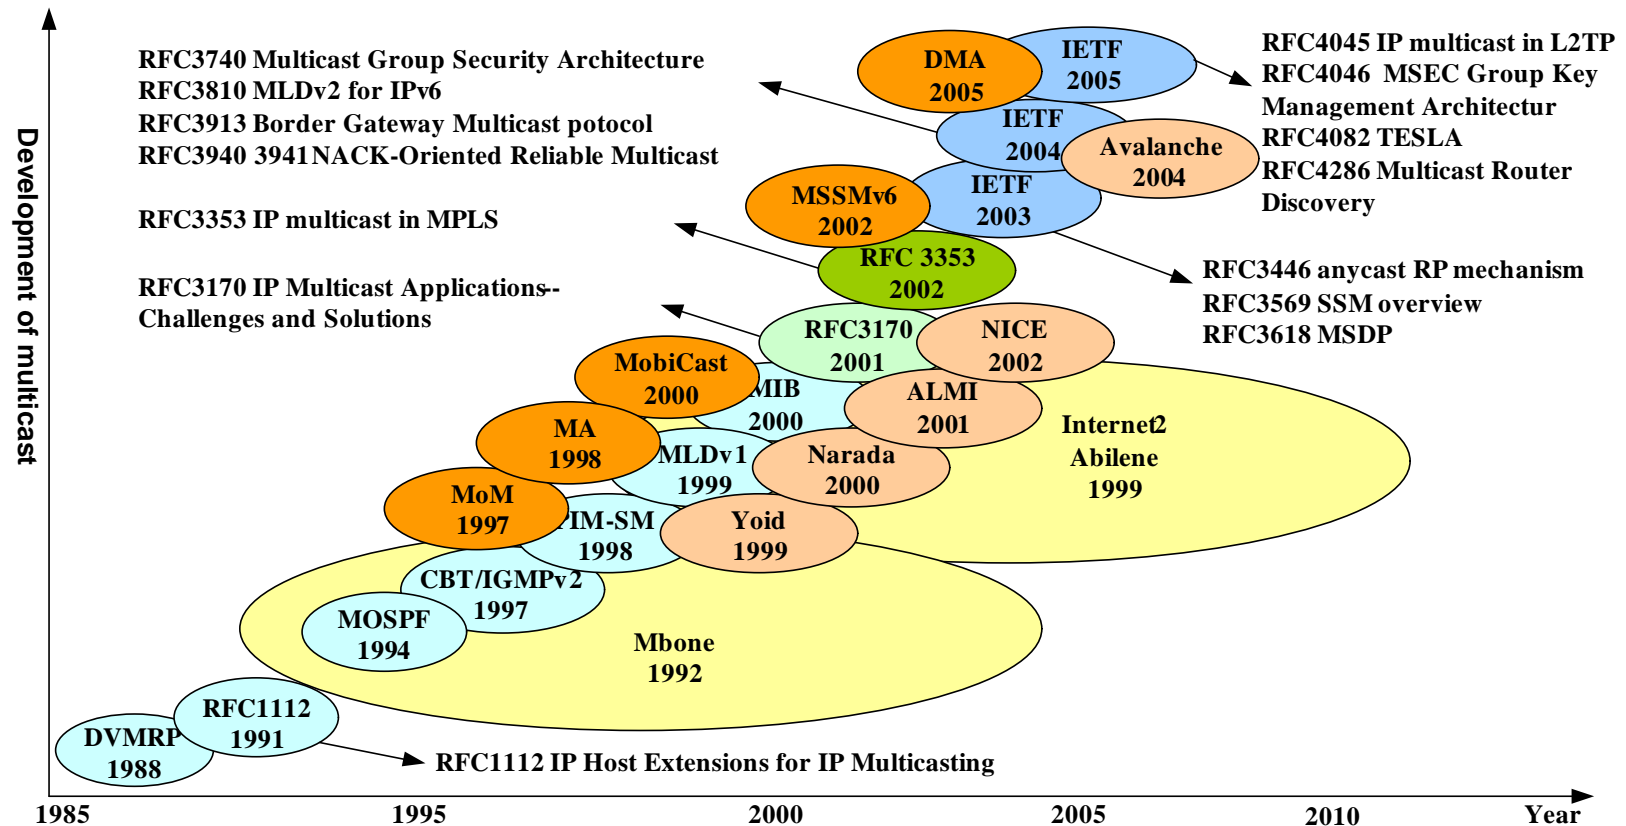 RFC3740 Multicast Group Security Architecture
RFC3810 MLDv2 for IPv6
RFC3913 Border Gateway Multicast potocol
RFC3940 3941NACK-Oriented Reliable Multicast
RFC3353 IP multicast in MPLS
RFC3170 IP Multicast Applications--
Challenges and Solutions
DMA
2005
IETF
2005
IETF
2004
Avalanche
2004
MSSMv6
2002
IETF
2003
RFC 3353
2002
RFC3170
2001
NICE
2002
MobiCast
2000
MIB
2000
ALMI
2001
MA
1998
MLDv1
1999
Narada
2000
Internet2
Abilene
1999
MoM
1997
PIM-SM
1998
Yoid
1999
CBT/IGMPv2
1997
MOSPF
1994
Mbone
1992
RFC1112
1991
DVMRP
1988
RFC4045 IP multicast in L2TP
RFC4046 MSEC Group Key
Management Architectur
RFC4082 TESLA
RFC4286 Multicast Router
Discovery
RFC3446 anycast RP mechanism
RFC3569 SSM overview
RFC3618 MSDP
RFC1112 IP Host Extensions for IP Multicasting
Development of multicast
1985 1995 2000 2005 2010 Year